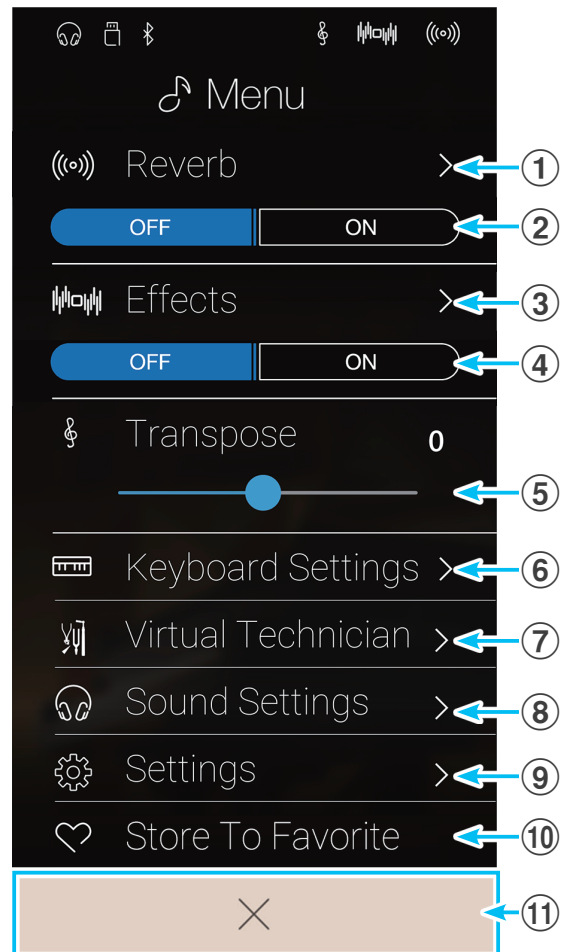 Menu
Reverb
1
OFF ON
2
Effects
3
OFF ON
4
Transpose 0
5
Keyboard Settings
6
Virtual Technician
7
Sound Settings
8
Settings
9
Store To Favorite
10
11